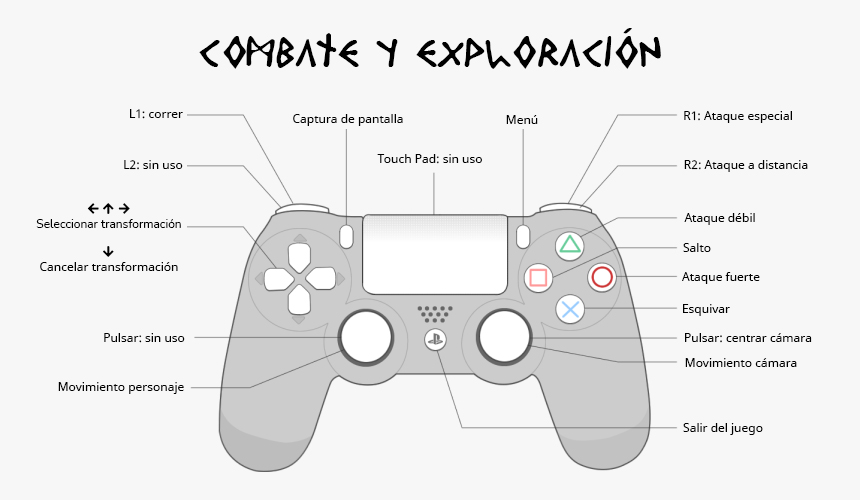 COMBATE Y EXPLORACIÓN
L1: correr
L2: sin uso
← ↑ →
Seleccionar transformación
↓
Cancelar transformación
Pulsar: sin uso
Movimiento personaje
Captura de pantalla
Touch Pad: sin uso
Menú
R1: Ataque especial
R2: Ataque a distancia
Ataque débil
Salto
Ataque fuerte
Esquivar
Pulsar: centrar cámara
Movimiento cámara
Salir del juego